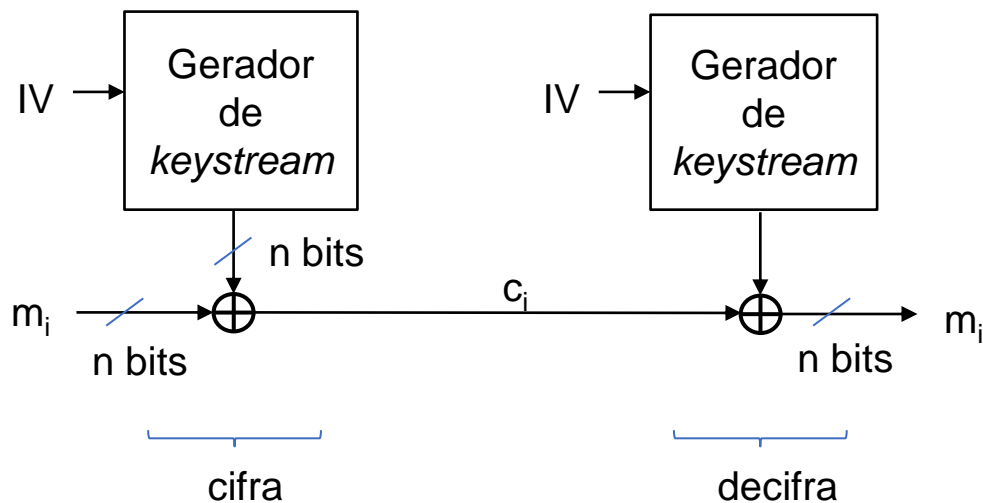 Gerador
de
keystream
IV
Gerador
de
keystream
IV
n bits
m_i
n bits
c_i
n bits
m_i
cifra
decifra